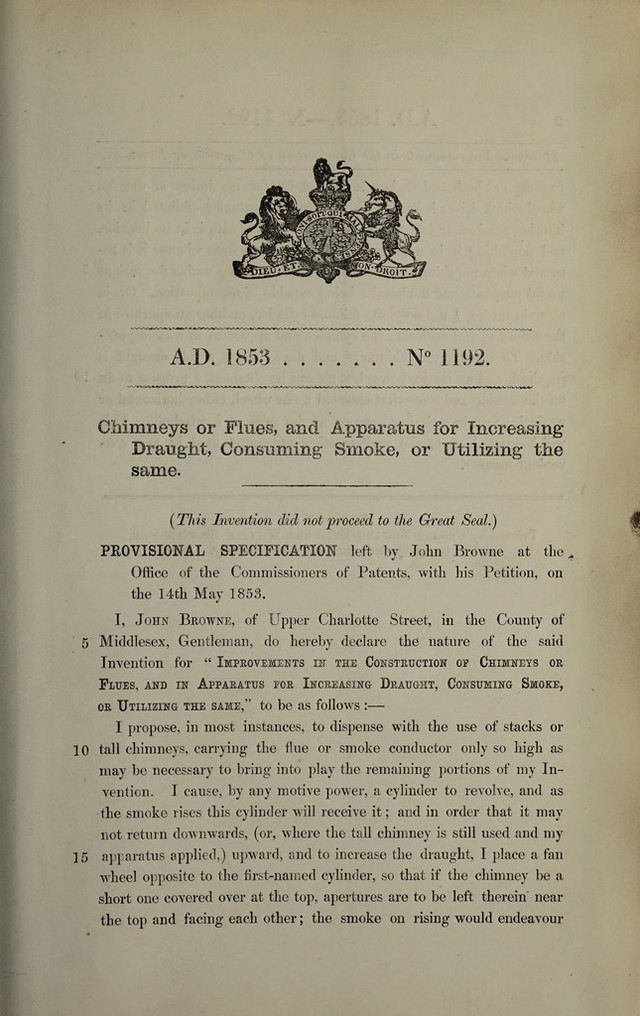 HONI SOIT QUI MAL
DIEU ET MON DROIT.
A.D. 1853 . . . . . . . Nº 1192.
Chimneys or Flues, and Apparatus for Increasing
Draught, Consuming Smoke, or Utilizing the
same.
(This Invention did not proceed to the Great Seal.)
PROVISIONAL SPECIFICATION left by John Browne at the
Office of the Commissioners of Patents, with his Petition, on
the 14th May 1853.
I, JOHN BROWNE, of Upper Charlotte Street, in the County of
5 Middlesex, Gentleman, do hereby declare the nature of the said
Invention for “ IMPROVEMENTS IN THE CONSTRUCTION OF CHIMNEYS OR
FLUES, AND IN APPARATUS FOR INCREASING DRAUGHT, CONSUMING SMOKE,
OR UTILIZING THE SAME,” to be as follows :—
I propose, in most instances, to dispense with the use of stacks or
10 tall chimneys, carrying the flue or smoke conductor only so high as
may be necessary to bring into play the remaining portions of my In-
vention. I cause, by any motive power, a cylinder to revolve, and as
the smoke rises this cylinder will receive it ; and in order that it may
not return downwards, (or, where the tall chimney is still used and my
15 apparatus applied,) upward, and to increase the draught, I place a fan
wheel opposite to the first-named cylinder, so that if the chimney be a
short one covered over at the top, apertures are to be left therein near
the top and facing each other ; the smoke on rising would endeavour